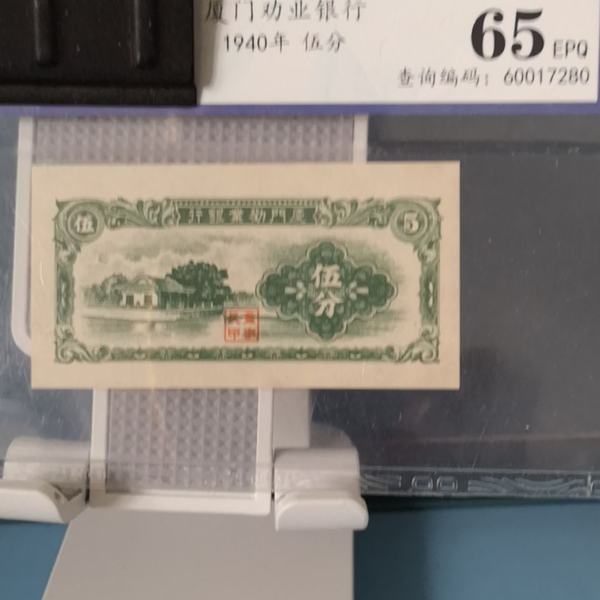 厦门劝业银行
1940年 伍分
65 EPQ
查询编码: 60017280
行銀業勸門廈
伍
5
伍分